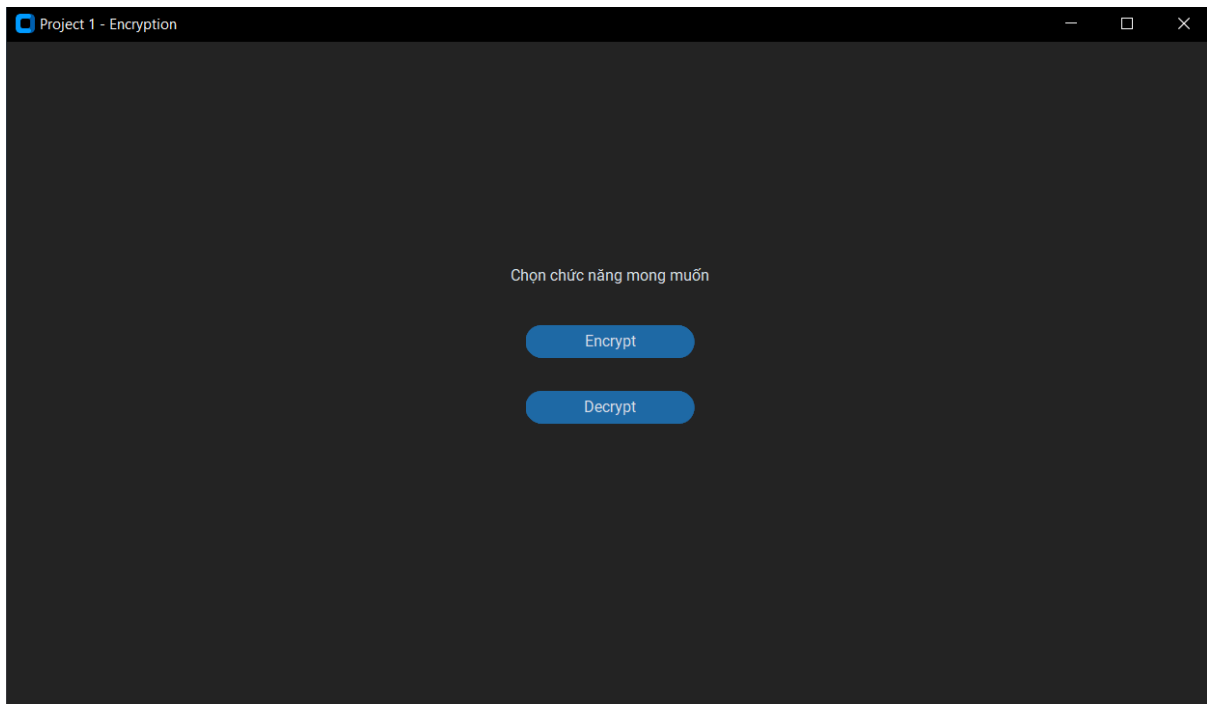 Project 1 - Encryption
Chọn chức năng mong muốn
Encrypt
Decrypt